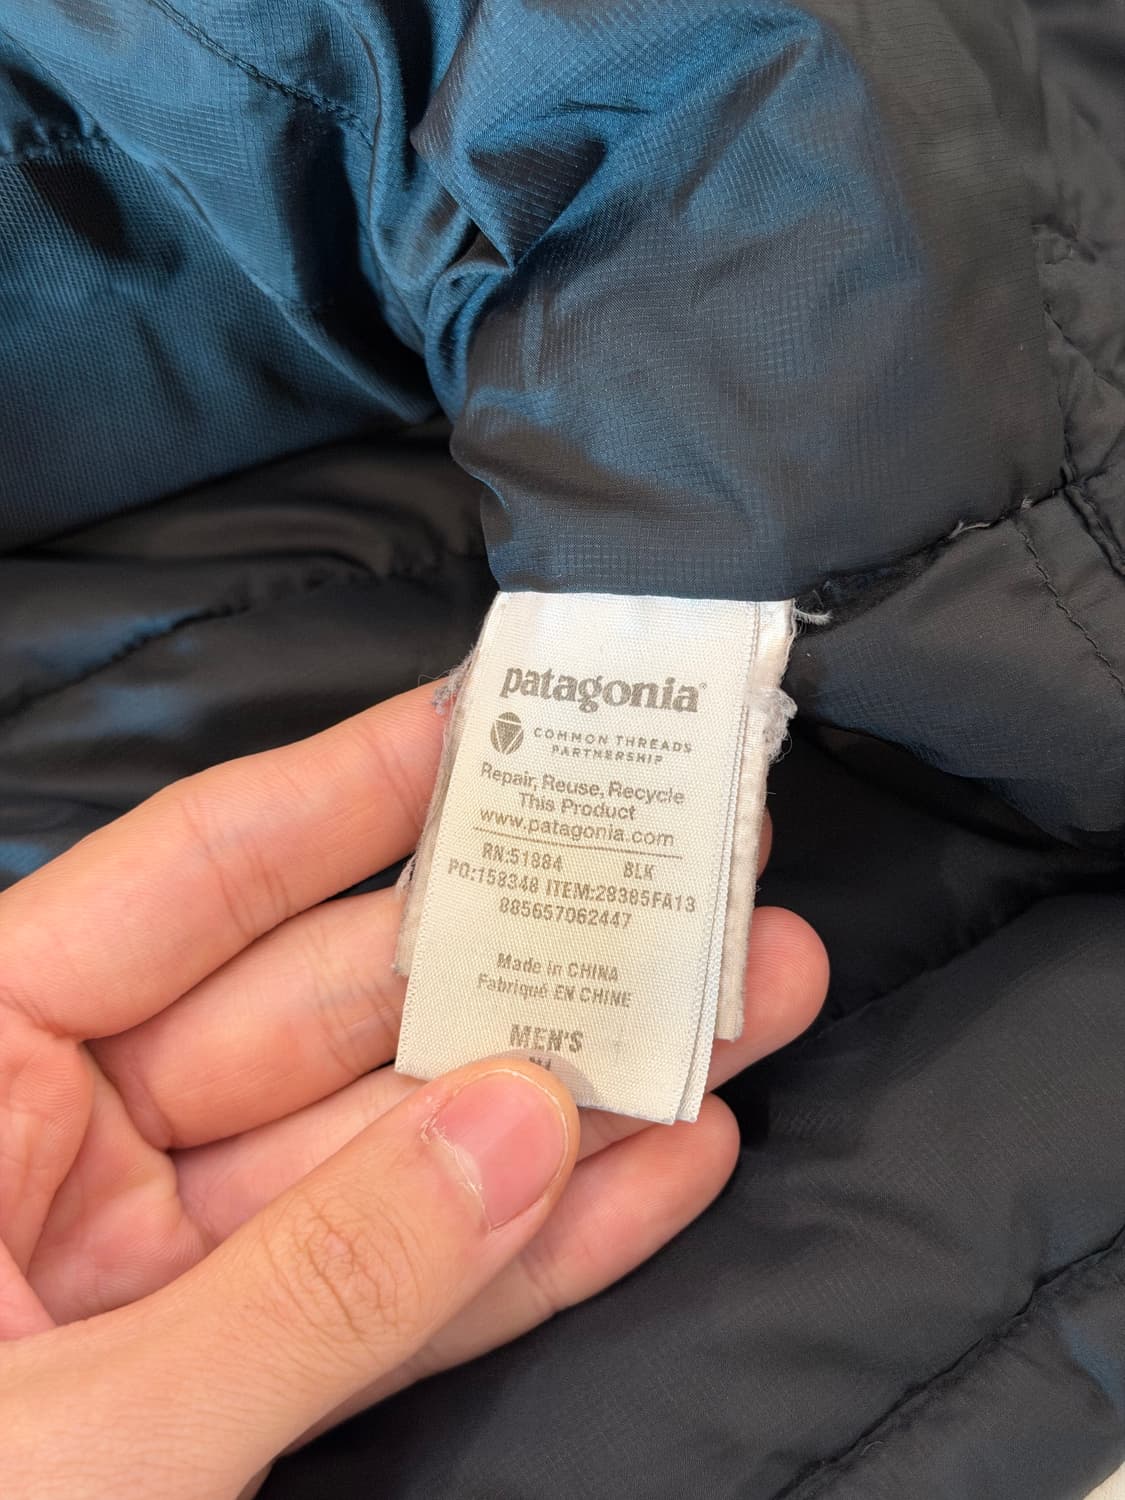 patagonia®
COMMON THREADS
PARTNERSHIP
Repair, Reuse, Recycle
This Product
www.patagonia.com
RN:51884 BLK
PO:158348 ITEM:28385FA13
885657062447
Made in CHINA
Fabriqué EN CHINE
MEN'S